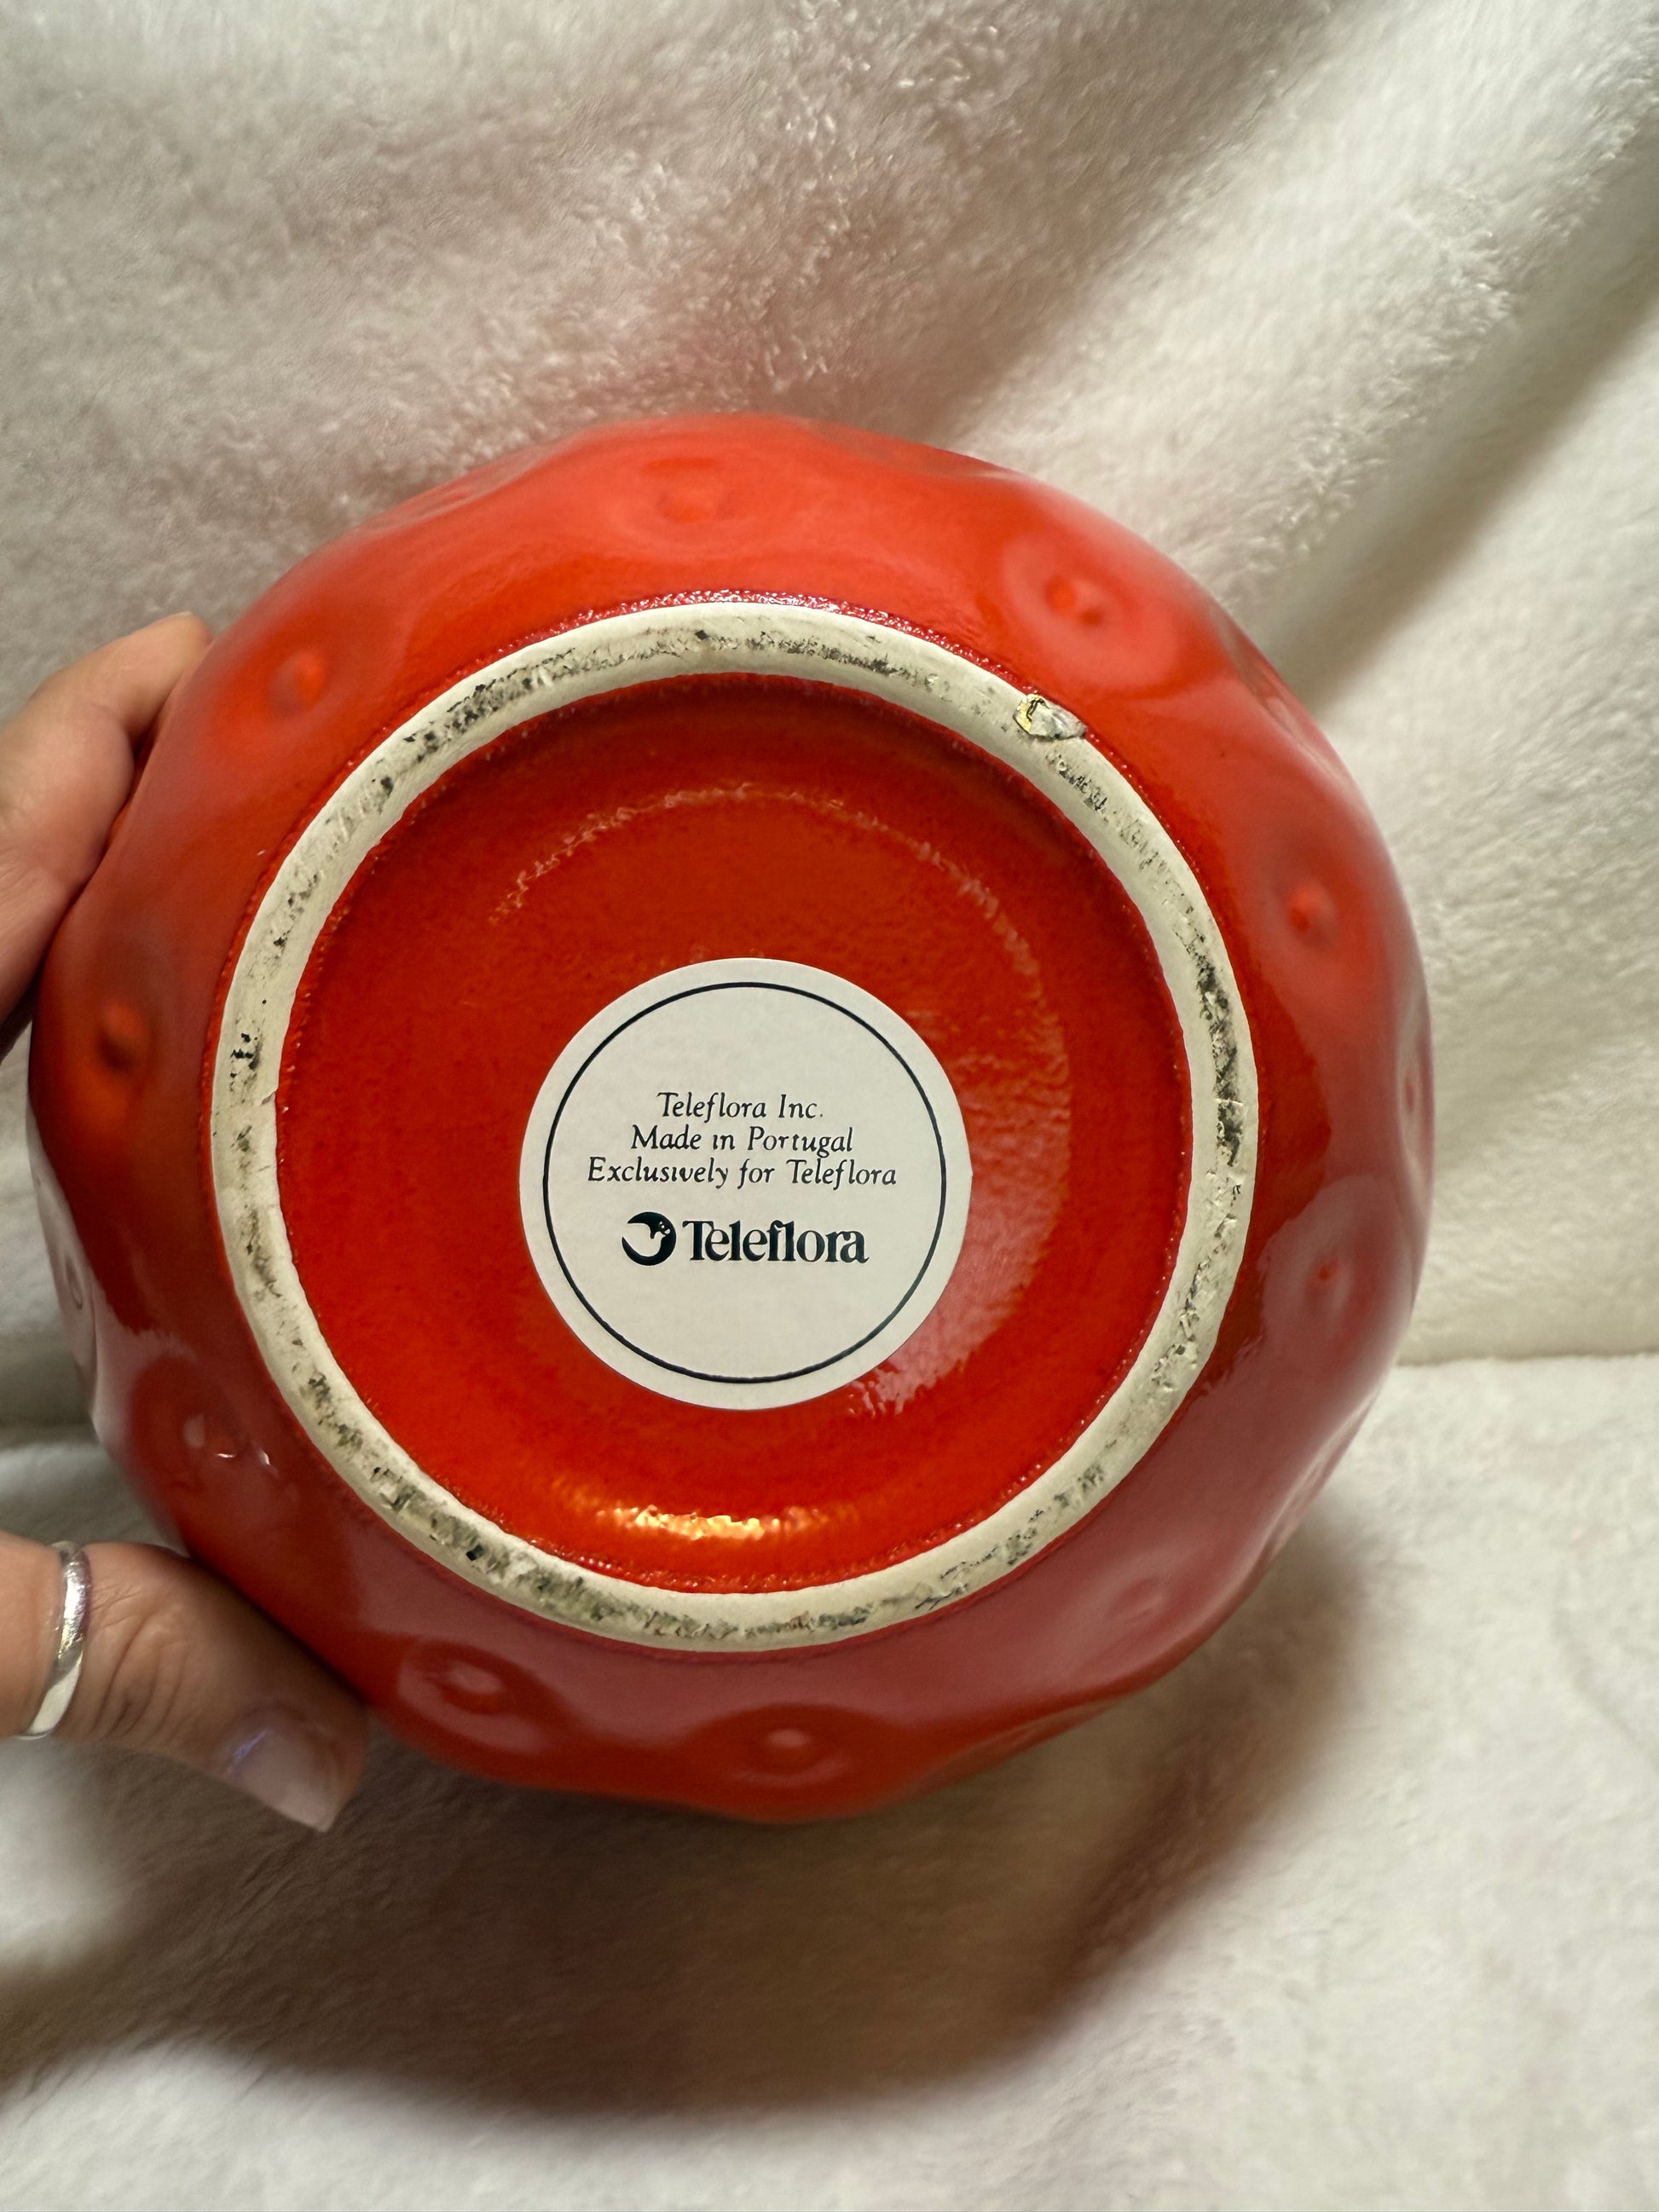 Teleflora Inc.
Made in Portugal
Exclusively for Teleflora
Teleflora